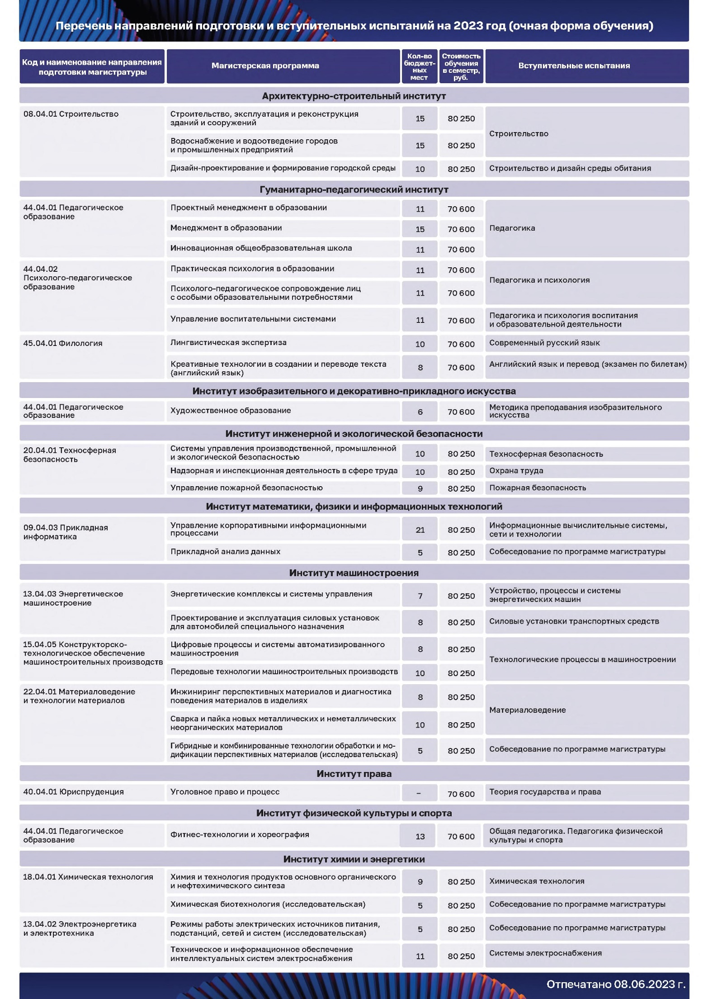 Перечень направлений подготовки и вступительных испытаний на 2023 год (очная форма обучения)
Код и наименование направления
подготовки магистратуры
Магистерская программа
Кол-во
бюджет-
ных
мест
Стоимость
обучения
в семестр,
руб.
Вступительные испытания
Архитектурно-строительный институт
08.04.01 Строительство
Строительство, эксплуатация и реконструкция
зданий и сооружений
15
80 250
Строительство
Водоснабжение и водоотведение городов
и промышленных предприятий
15
80 250
Дизайн-проектирование и формирование городской среды
10
80 250
Строительство и дизайн среды обитания
Гуманитарно-педагогический институт
44.04.01 Педагогическое
образование
Проектный менеджмент в образовании
11
70 600
Педагогика
Менеджмент в образовании
15
70 600
Инновационная общеобразовательная школа
11
70 600
44.04.02
Психолого-педагогическое
образование
Практическая психология в образовании
11
70 600
Педагогика и психология
Психолого-педагогическое сопровождение лиц
с особыми образовательными потребностями
11
70 600
Управление воспитательными системами
11
70 600
Педагогика и психология воспитания
и образовательной деятельности
45.04.01 Филология
Лингвистическая экспертиза
10
70 600
Современный русский язык
Креативные технологии в создании и переводе текста
(английский язык)
8
70 600
Английский язык и перевод (экзамен по билетам)
Институт изобразительного и декоративно-прикладного искусства
44.04.01 Педагогическое
образование
Художественное образование
6
70 600
Методика преподавания изобразительного
искусства
Институт инженерной и экологической безопасности
20.04.01 Техносферная
безопасность
Системы управления производственной, промышленной
и экологической безопасностью
10
80 250
Техносферная безопасность
Надзорная и инспекционная деятельность в сфере труда
10
80 250
Охрана труда
Управление пожарной безопасностью
9
80 250
Пожарная безопасность
Институт математики, физики и информационных технологий
09.04.03 Прикладная
информатика
Управление корпоративными информационными
процессами
21
80 250
Информационные вычислительные системы,
сети и технологии
Прикладной анализ данных
5
80 250
Собеседование по программе магистратуры
Институт машиностроения
13.04.03 Энергетическое
машиностроение
Энергетические комплексы и системы управления
7
80 250
Устройство, процессы и системы
энергетических машин
Проектирование и эксплуатация силовых установок
для автомобилей специального назначения
8
80 250
Силовые установки транспортных средств
15.04.05 Конструкторско-
технологическое обеспечение
машиностроительных производств
Цифровые процессы и системы автоматизированного
машиностроения
8
80 250
Технологические процессы в машиностроении
Передовые технологии машиностроительных производств
10
80 250
22.04.01 Материаловедение
и технологии материалов
Инжиниринг перспективных материалов и диагностика
поведения материалов в изделиях
8
80 250
Материаловедение
Сварка и пайка новых металлических и неметаллических
неорганических материалов
10
80 250
Гибридные и комбинированные технологии обработки и мо-
дификации перспективных материалов (исследовательская)
5
80 250
Собеседование по программе магистратуры
Институт права
40.04.01 Юриспруденция
Уголовное право и процесс
–
70 600
Теория государства и права
Институт физической культуры и спорта
44.04.01 Педагогическое
образование
Фитнес-технологии и хореография
13
70 600
Общая педагогика. Педагогика физической
культуры и спорта
Институт химии и энергетики
18.04.01 Химическая технология
Химия и технология продуктов основного органического
и нефтехимического синтеза
9
80 250
Химическая технология
Химическая биотехнология (исследовательская)
5
80 250
Собеседование по программе магистратуры
13.04.02 Электроэнергетика
и электротехника
Режимы работы электрических источников питания,
подстанций, сетей и систем (исследовательская)
5
80 250
Собеседование по программе магистратуры
Техническое и информационное обеспечение
интеллектуальных систем электроснабжения
11
80 250
Системы электроснабжения
Отпечатано 08.06.2023 г.